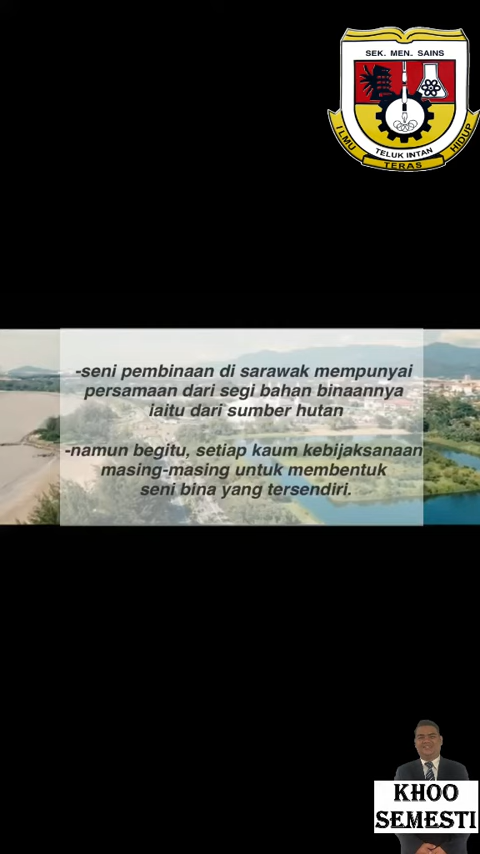 SEK. MEN. SAINS
TELUK INTAN
ILMU TERAS HIDUP
-seni pembinaan di sarawak mempunyai
persamaan dari segi bahan binaannya
iaitu dari sumber hutan
-namun begitu, setiap kaum kebijaksanaan
masing-masing untuk membentuk
seni bina yang tersendiri.
KHOO
SEMESTI